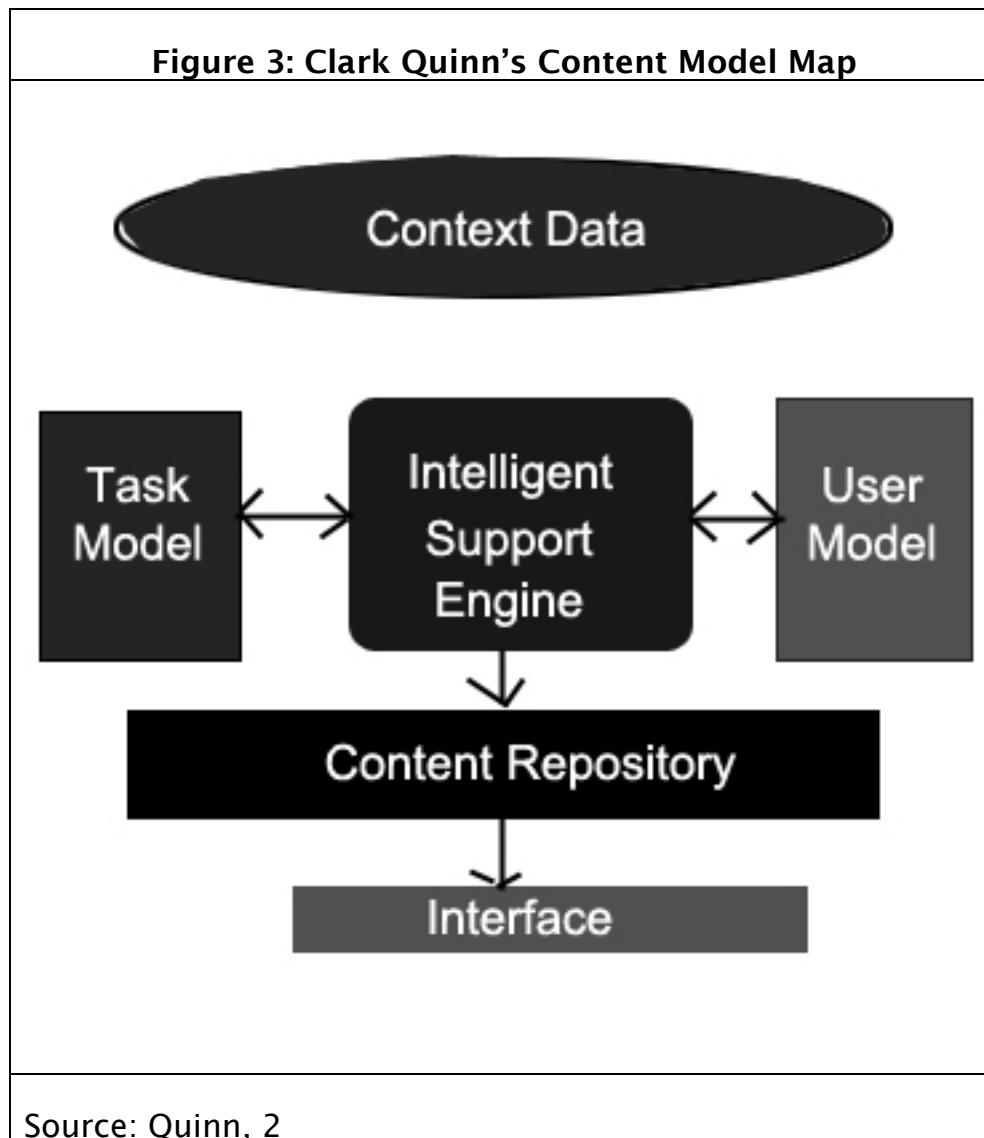 Figure 3: Clark Quinn’s Content Model Map
Context Data
Task
Model
Intelligent
Support
Engine
User
Model
Content Repository
Interface
Source: Quinn, 2